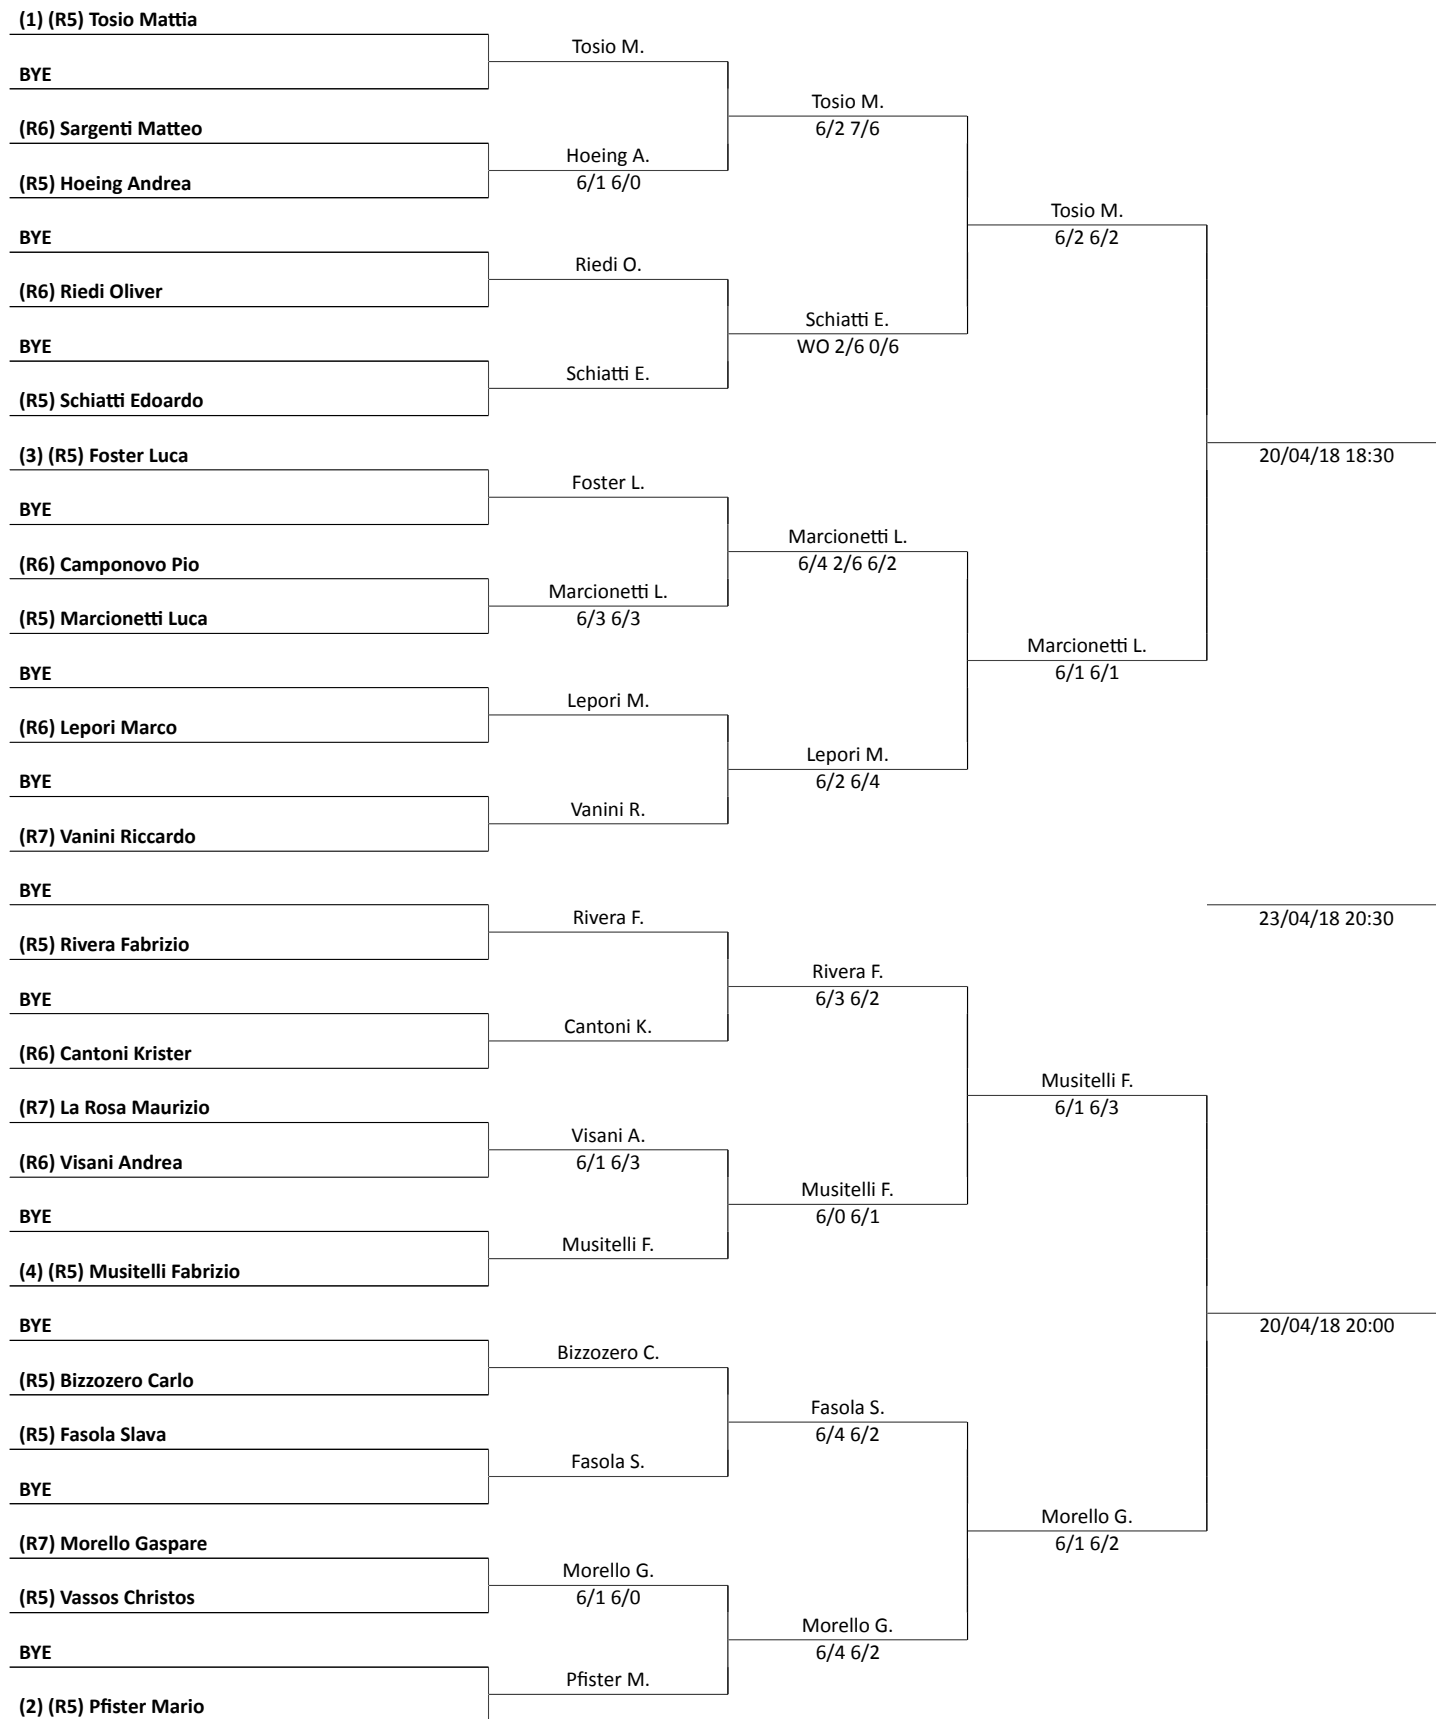 (1) (R5) Tosio Mattia
Tosio M.
BYE
Tosio M.
6/2 7/6
(R6) Sargenti Matteo
Hoeing A.
6/1 6/0
(R5) Hoeing Andrea
Tosio M.
6/2 6/2
BYE
Riedi O.
(R6) Riedi Oliver
Schiatti E.
WO 2/6 0/6
BYE
Schiatti E.
(R5) Schiatti Edoardo
(3) (R5) Foster Luca
20/04/18 18:30
Foster L.
BYE
Marcionetti L.
6/4 2/6 6/2
(R6) Camponovo Pio
Marcionetti L.
6/3 6/3
(R5) Marcionetti Luca
Marcionetti L.
6/1 6/1
BYE
Lepori M.
(R6) Lepori Marco
Lepori M.
6/2 6/4
BYE
Vanini R.
(R7) Vanini Riccardo
BYE
23/04/18 20:30
Rivera F.
(R5) Rivera Fabrizio
Rivera F.
6/3 6/2
BYE
Cantoni K.
(R6) Cantoni Krister
Musitelli F.
6/1 6/3
(R7) La Rosa Maurizio
Visani A.
6/1 6/3
(R6) Visani Andrea
Musitelli F.
6/0 6/1
BYE
Musitelli F.
(4) (R5) Musitelli Fabrizio
BYE
20/04/18 20:00
Bizzozero C.
(R5) Bizzozero Carlo
Fasola S.
6/4 6/2
(R5) Fasola Slava
Fasola S.
BYE
Morello G.
6/1 6/2
(R7) Morello Gaspare
Morello G.
6/1 6/0
(R5) Vassos Christos
Morello G.
6/4 6/2
BYE
Pfister M.
(2) (R5) Pfister Mario